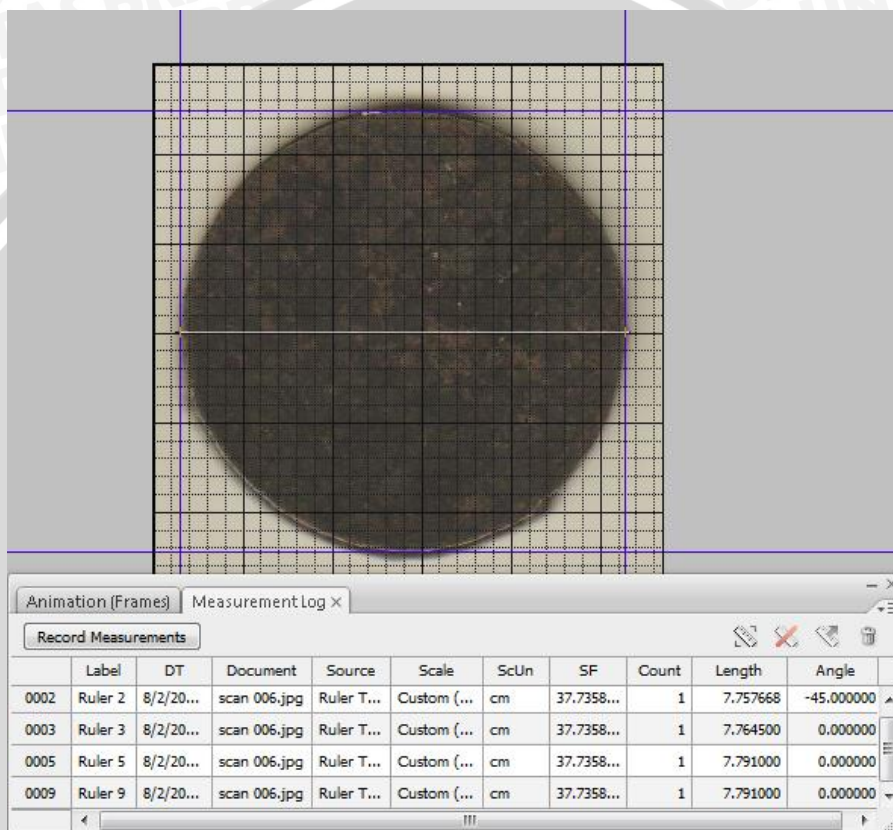 Animation (Frames) Measurement Log ×
Record Measurements
Label DT Document Source Scale ScUn SF Count Length Angle
0002 Ruler 2 8/2/20... scan 006.jpg Ruler T... Custom (... cm 37.7358... 1 7.757668 -45.000000
0003 Ruler 3 8/2/20... scan 006.jpg Ruler T... Custom (... cm 37.7358... 1 7.764500 0.000000
0005 Ruler 5 8/2/20... scan 006.jpg Ruler T... Custom (... cm 37.7358... 1 7.791000 0.000000
0009 Ruler 9 8/2/20... scan 006.jpg Ruler T... Custom (... cm 37.7358... 1 7.791000 0.000000